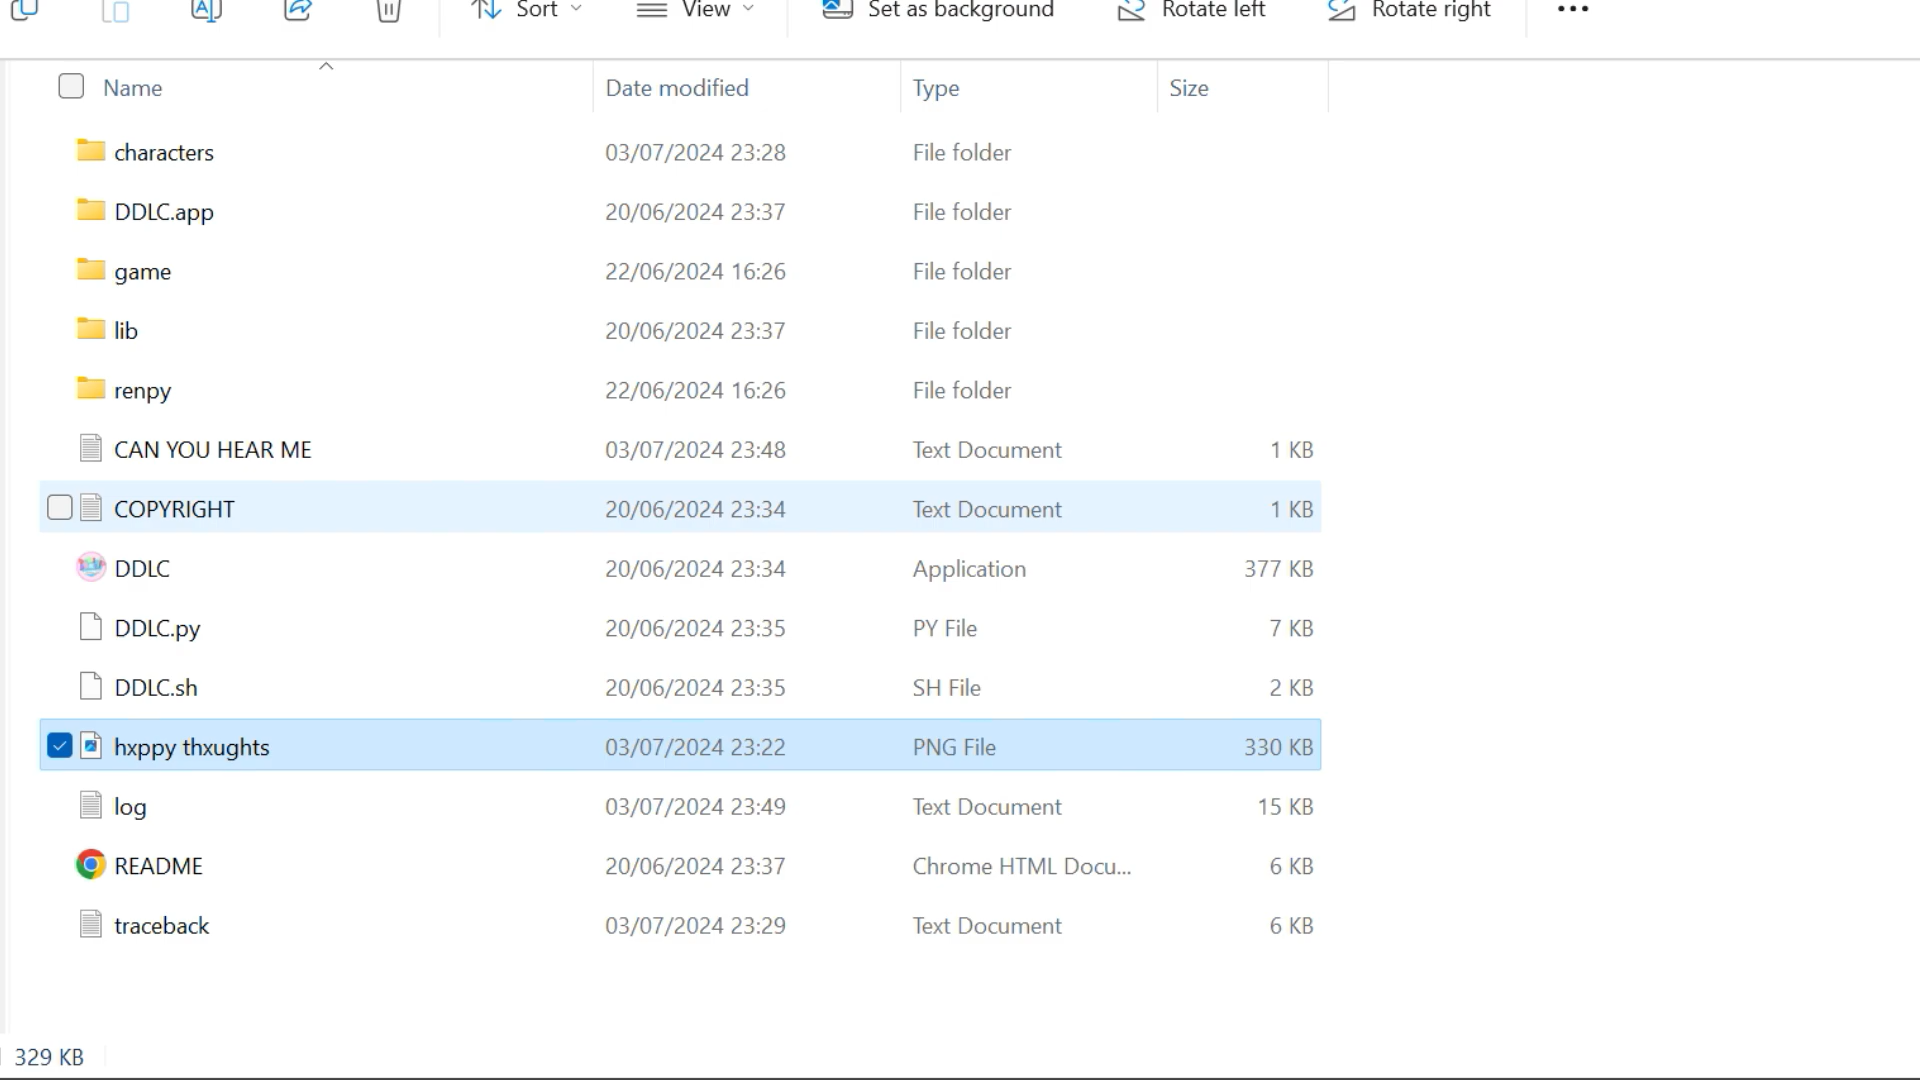 Sort View Set as background Rotate left Rotate right
Name Date modified Type Size
characters 03/07/2024 23:28 File folder
DDLC.app 20/06/2024 23:37 File folder
game 22/06/2024 16:26 File folder
lib 20/06/2024 23:37 File folder
renpy 22/06/2024 16:26 File folder
CAN YOU HEAR ME 03/07/2024 23:48 Text Document 1 KB
COPYRIGHT 20/06/2024 23:34 Text Document 1 KB
DDLC 20/06/2024 23:34 Application 377 KB
DDLC.py 20/06/2024 23:35 PY File 7 KB
DDLC.sh 20/06/2024 23:35 SH File 2 KB
hxppy thxughts 03/07/2024 23:22 PNG File 330 KB
log 03/07/2024 23:49 Text Document 15 KB
README 20/06/2024 23:37 Chrome HTML Docu... 6 KB
traceback 03/07/2024 23:29 Text Document 6 KB
329 KB